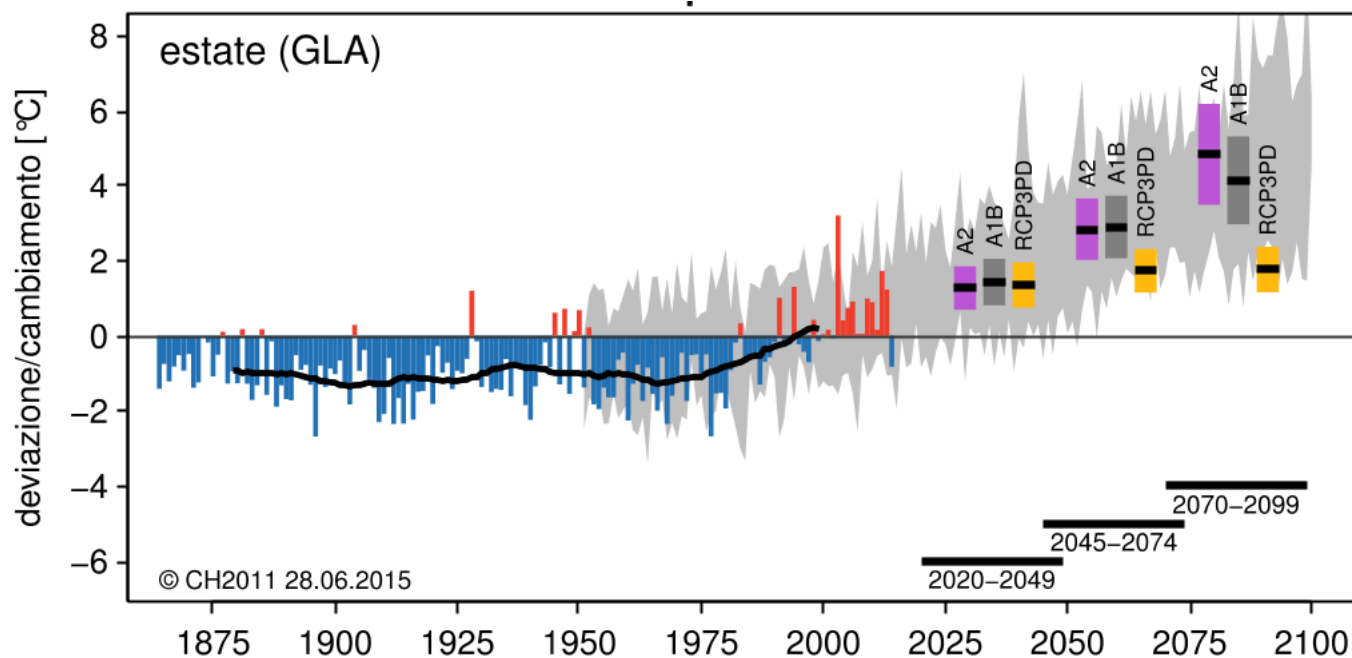 estate (GLA)
deviazione/cambiamento [°C]
8
6
4
2
0
−2
−4
−6
A2
A1B
RCP3PD
A2
A1B
RCP3PD
A2
A1B
RCP3PD
2070−2099
2045−2074
2020−2049
© CH2011 28.06.2015
1875 1900 1925 1950 1975 2000 2025 2050 2075 2100